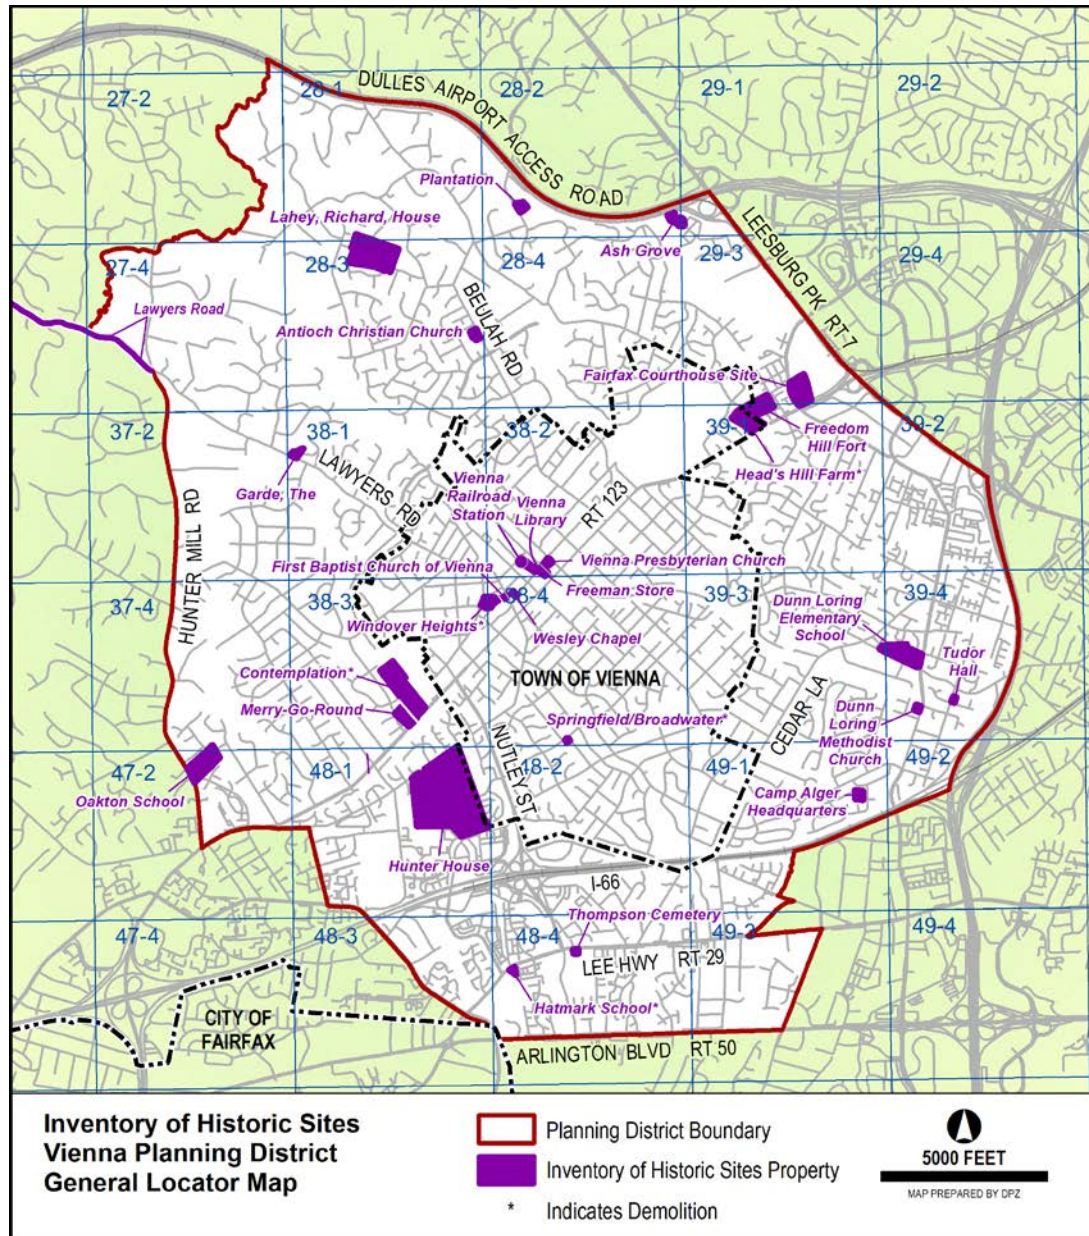 27-2
28-1
28-2
29-1
29-2
DULLES AIRPORT ACCESS ROAD
Plantation
Lahey, Richard, House
Ash Grove
LEESBURG PK RT-7
27-4
28-3
28-4
29-3
29-4
Lawyers Road
BEULAH RD
Antioch Christian Church
Fairfax Courthouse Site
37-2
38-1
38-2
39-1
39-2
Freedom
Hill Fort
Head's Hill Farm*
Garde, The
LAWYERS RD
Vienna
Railroad
Station
Vienna
Library
RT 123
HUNTER MILL RD
First Baptist Church of Vienna
Vienna Presbyterian Church
Freeman Store
37-4
38-3
38-4
39-3
39-4
Windover Heights*
Wesley Chapel
Dunn Loring
Elementary
School
Tudor
Hall
Contemplation*
TOWN OF VIENNA
Merry-Go-Round
Springfield/Broadwater*
CEDAR LA
Dunn
Loring
Methodist
Church
NUTLEY ST
47-2
48-1
48-2
49-1
49-2
Oakton School
Camp Alger
Headquarters
Hunter House
I-66
Thompson Cemetery
47-4
48-3
48-4
49-3
49-4
LEE HWY RT 29
Hatmark School*
CITY OF
FAIRFAX
ARLINGTON BLVD RT 50
Inventory of Historic Sites
Vienna Planning District
General Locator Map
Planning District Boundary
Inventory of Historic Sites Property
* Indicates Demolition
5000 FEET
MAP PREPARED BY DPZ